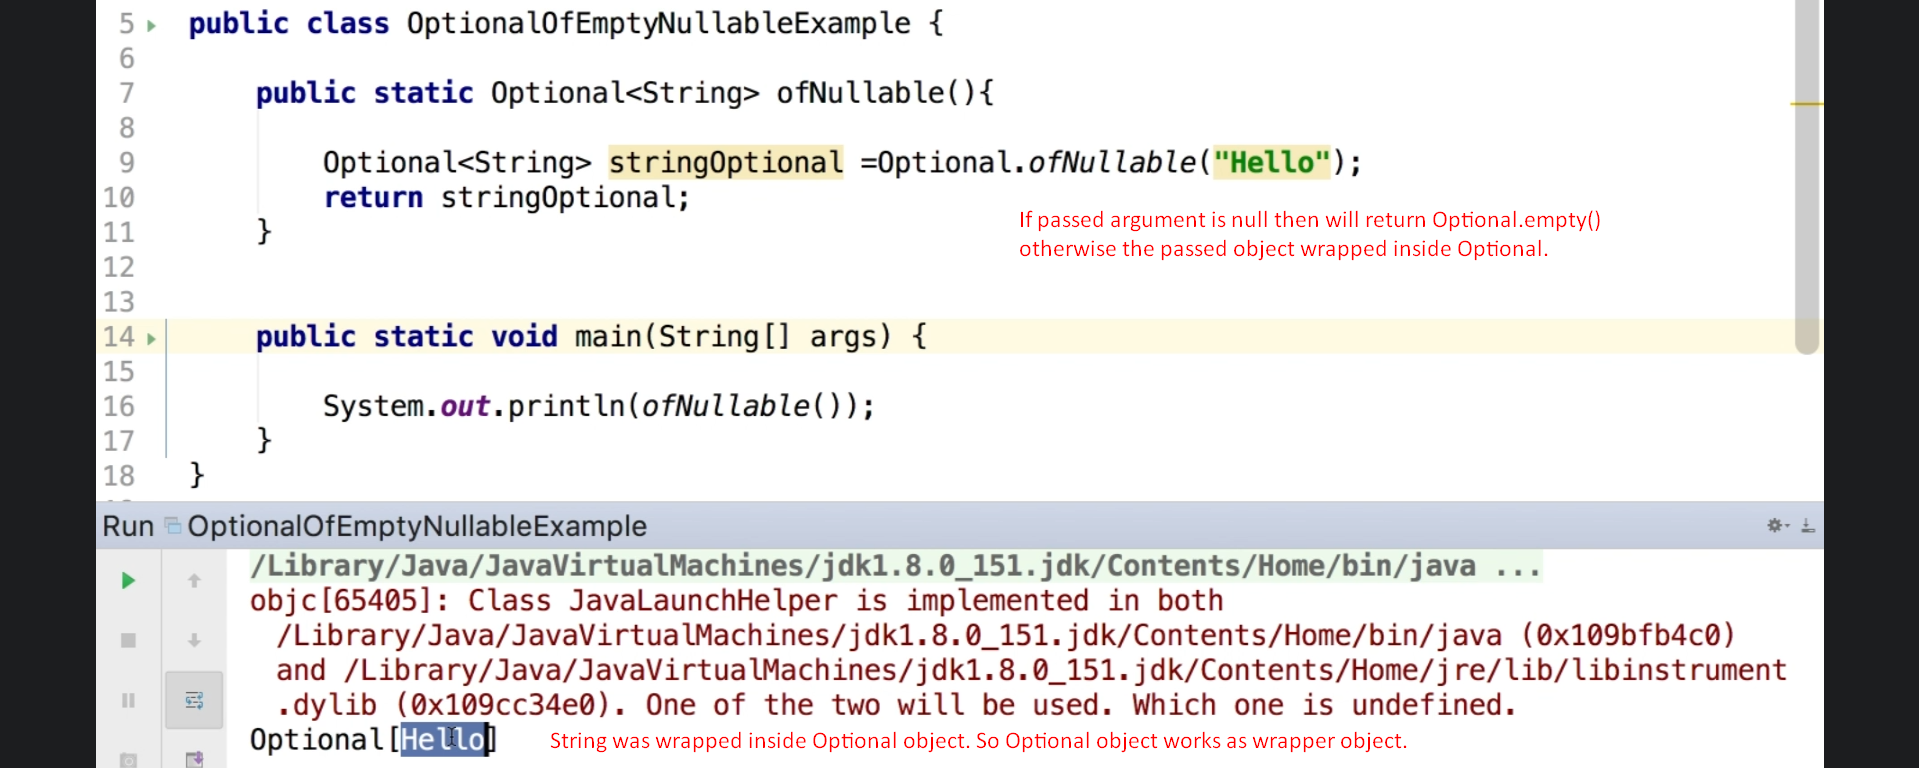 5 public class OptionalOfEmptyNullableExample {
6
7 public static Optional<String> ofNullable(){
8
9 Optional<String> stringOptional =Optional.ofNullable("Hello");
10 return stringOptional;
11 }
If passed argument is null then will return Optional.empty()
otherwise the passed object wrapped inside Optional.
12
13
14 public static void main(String[] args) {
15
16 System.out.println(ofNullable());
17 }
18 }
Run OptionalOfEmptyNullableExample
/Library/Java/JavaVirtualMachines/jdk1.8.0_151.jdk/Contents/Home/bin/java ...
objc[65405]: Class JavaLaunchHelper is implemented in both
/Library/Java/JavaVirtualMachines/jdk1.8.0_151.jdk/Contents/Home/bin/java (0x109bfb4c0)
and /Library/Java/JavaVirtualMachines/jdk1.8.0_151.jdk/Contents/Home/jre/lib/libinstrument
.dylib (0x109cc34e0). One of the two will be used. Which one is undefined.
Optional[Hello] String was wrapped inside Optional object. So Optional object works as wrapper object.